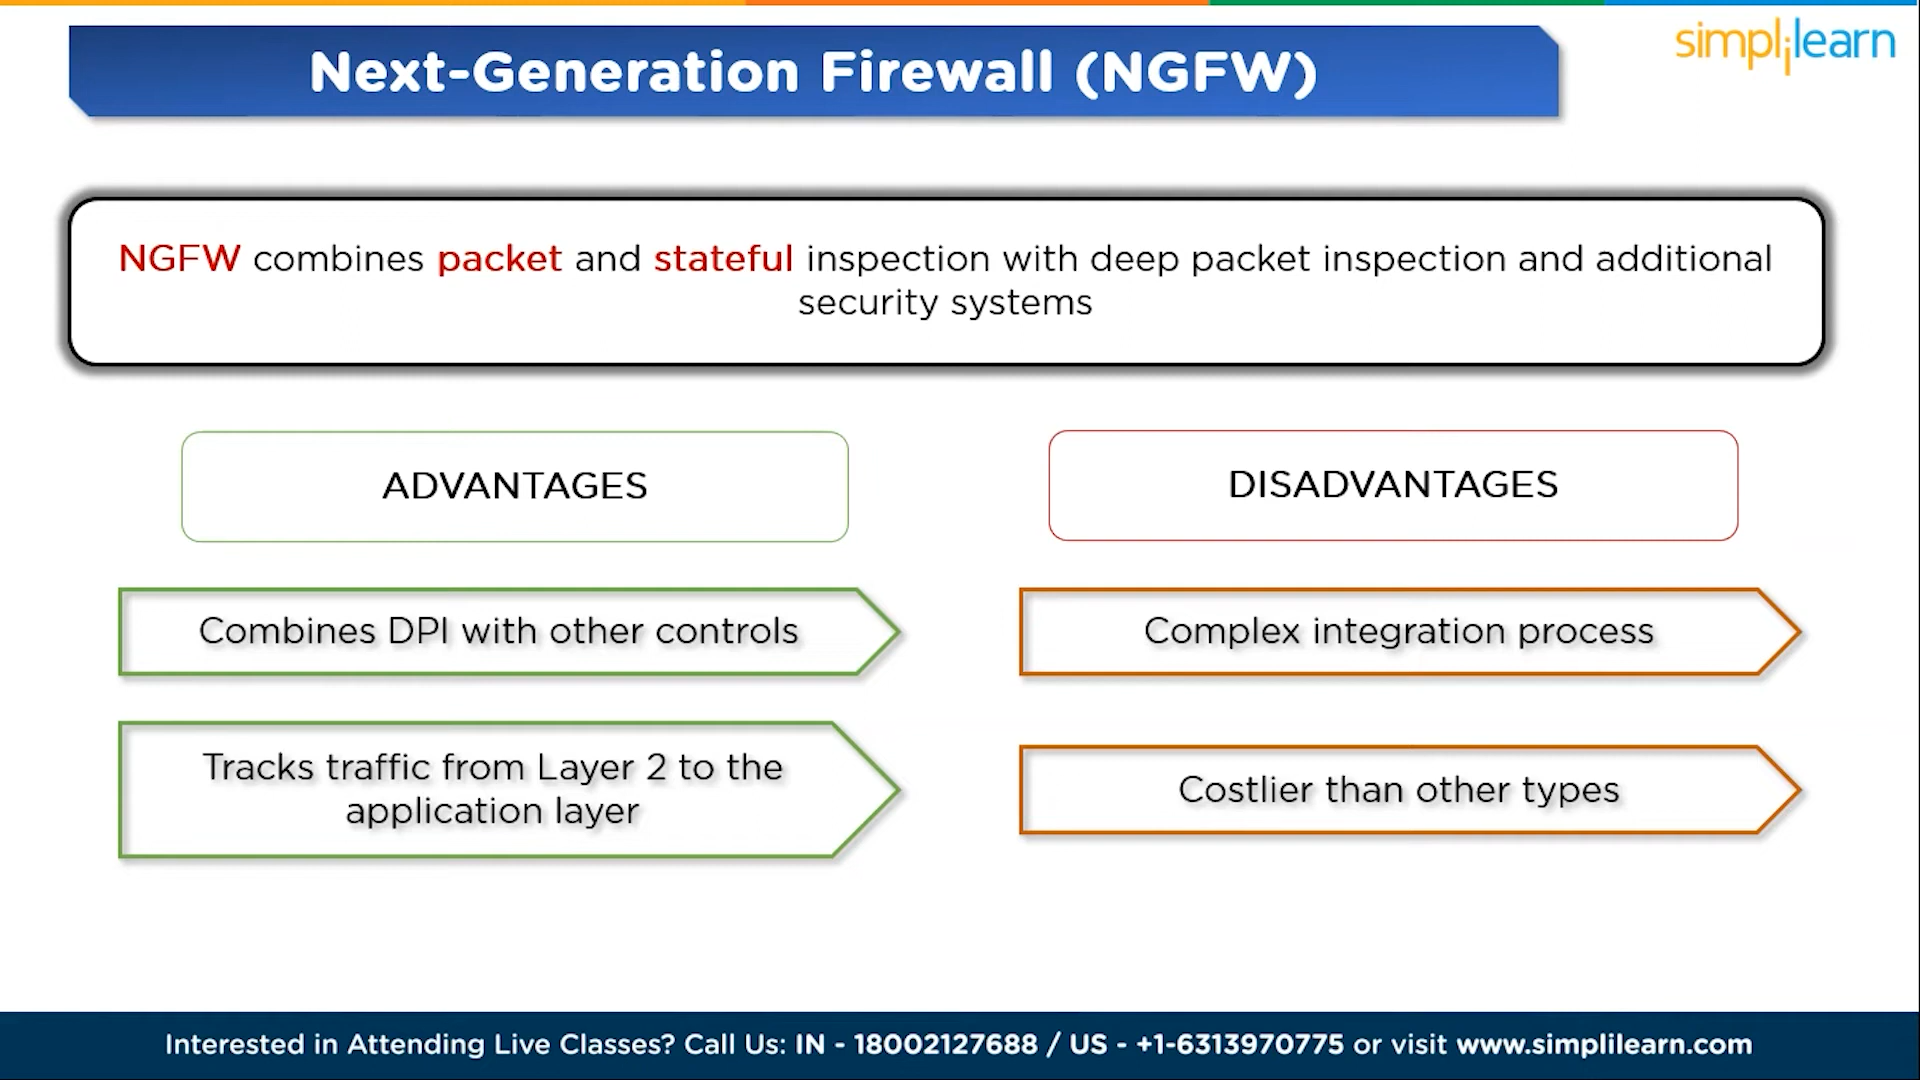 Next-Generation Firewall (NGFW)
simplilearn
NGFW combines packet and stateful inspection with deep packet inspection and additional
security systems
ADVANTAGES
DISADVANTAGES
Combines DPI with other controls
Complex integration process
Tracks traffic from Layer 2 to the
application layer
Costlier than other types
Interested in Attending Live Classes? Call Us: IN - 18002127688 / US - +1-6313970775 or visit www.simplilearn.com